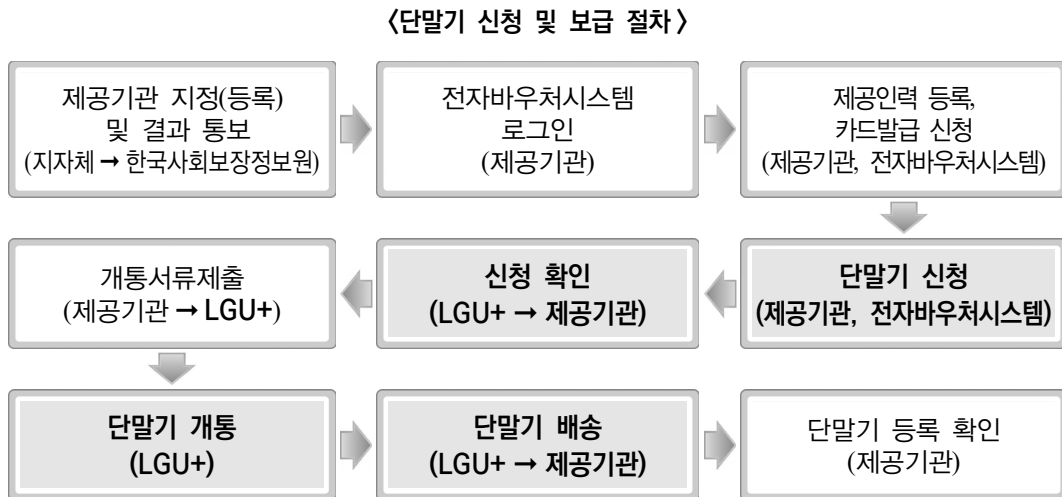 〈단말기 신청 및 보급 절차〉
제공기관 지정(등록)
및 결과 통보
(지자체 → 한국사회보장정보원)
전자바우처시스템
로그인
(제공기관)
제공인력 등록,
카드발급 신청
(제공기관, 전자바우처시스템)
단말기 신청
(제공기관, 전자바우처시스템)
신청 확인
(LGU+ → 제공기관)
개통서류제출
(제공기관 → LGU+)
단말기 개통
(LGU+)
단말기 배송
(LGU+ → 제공기관)
단말기 등록 확인
(제공기관)